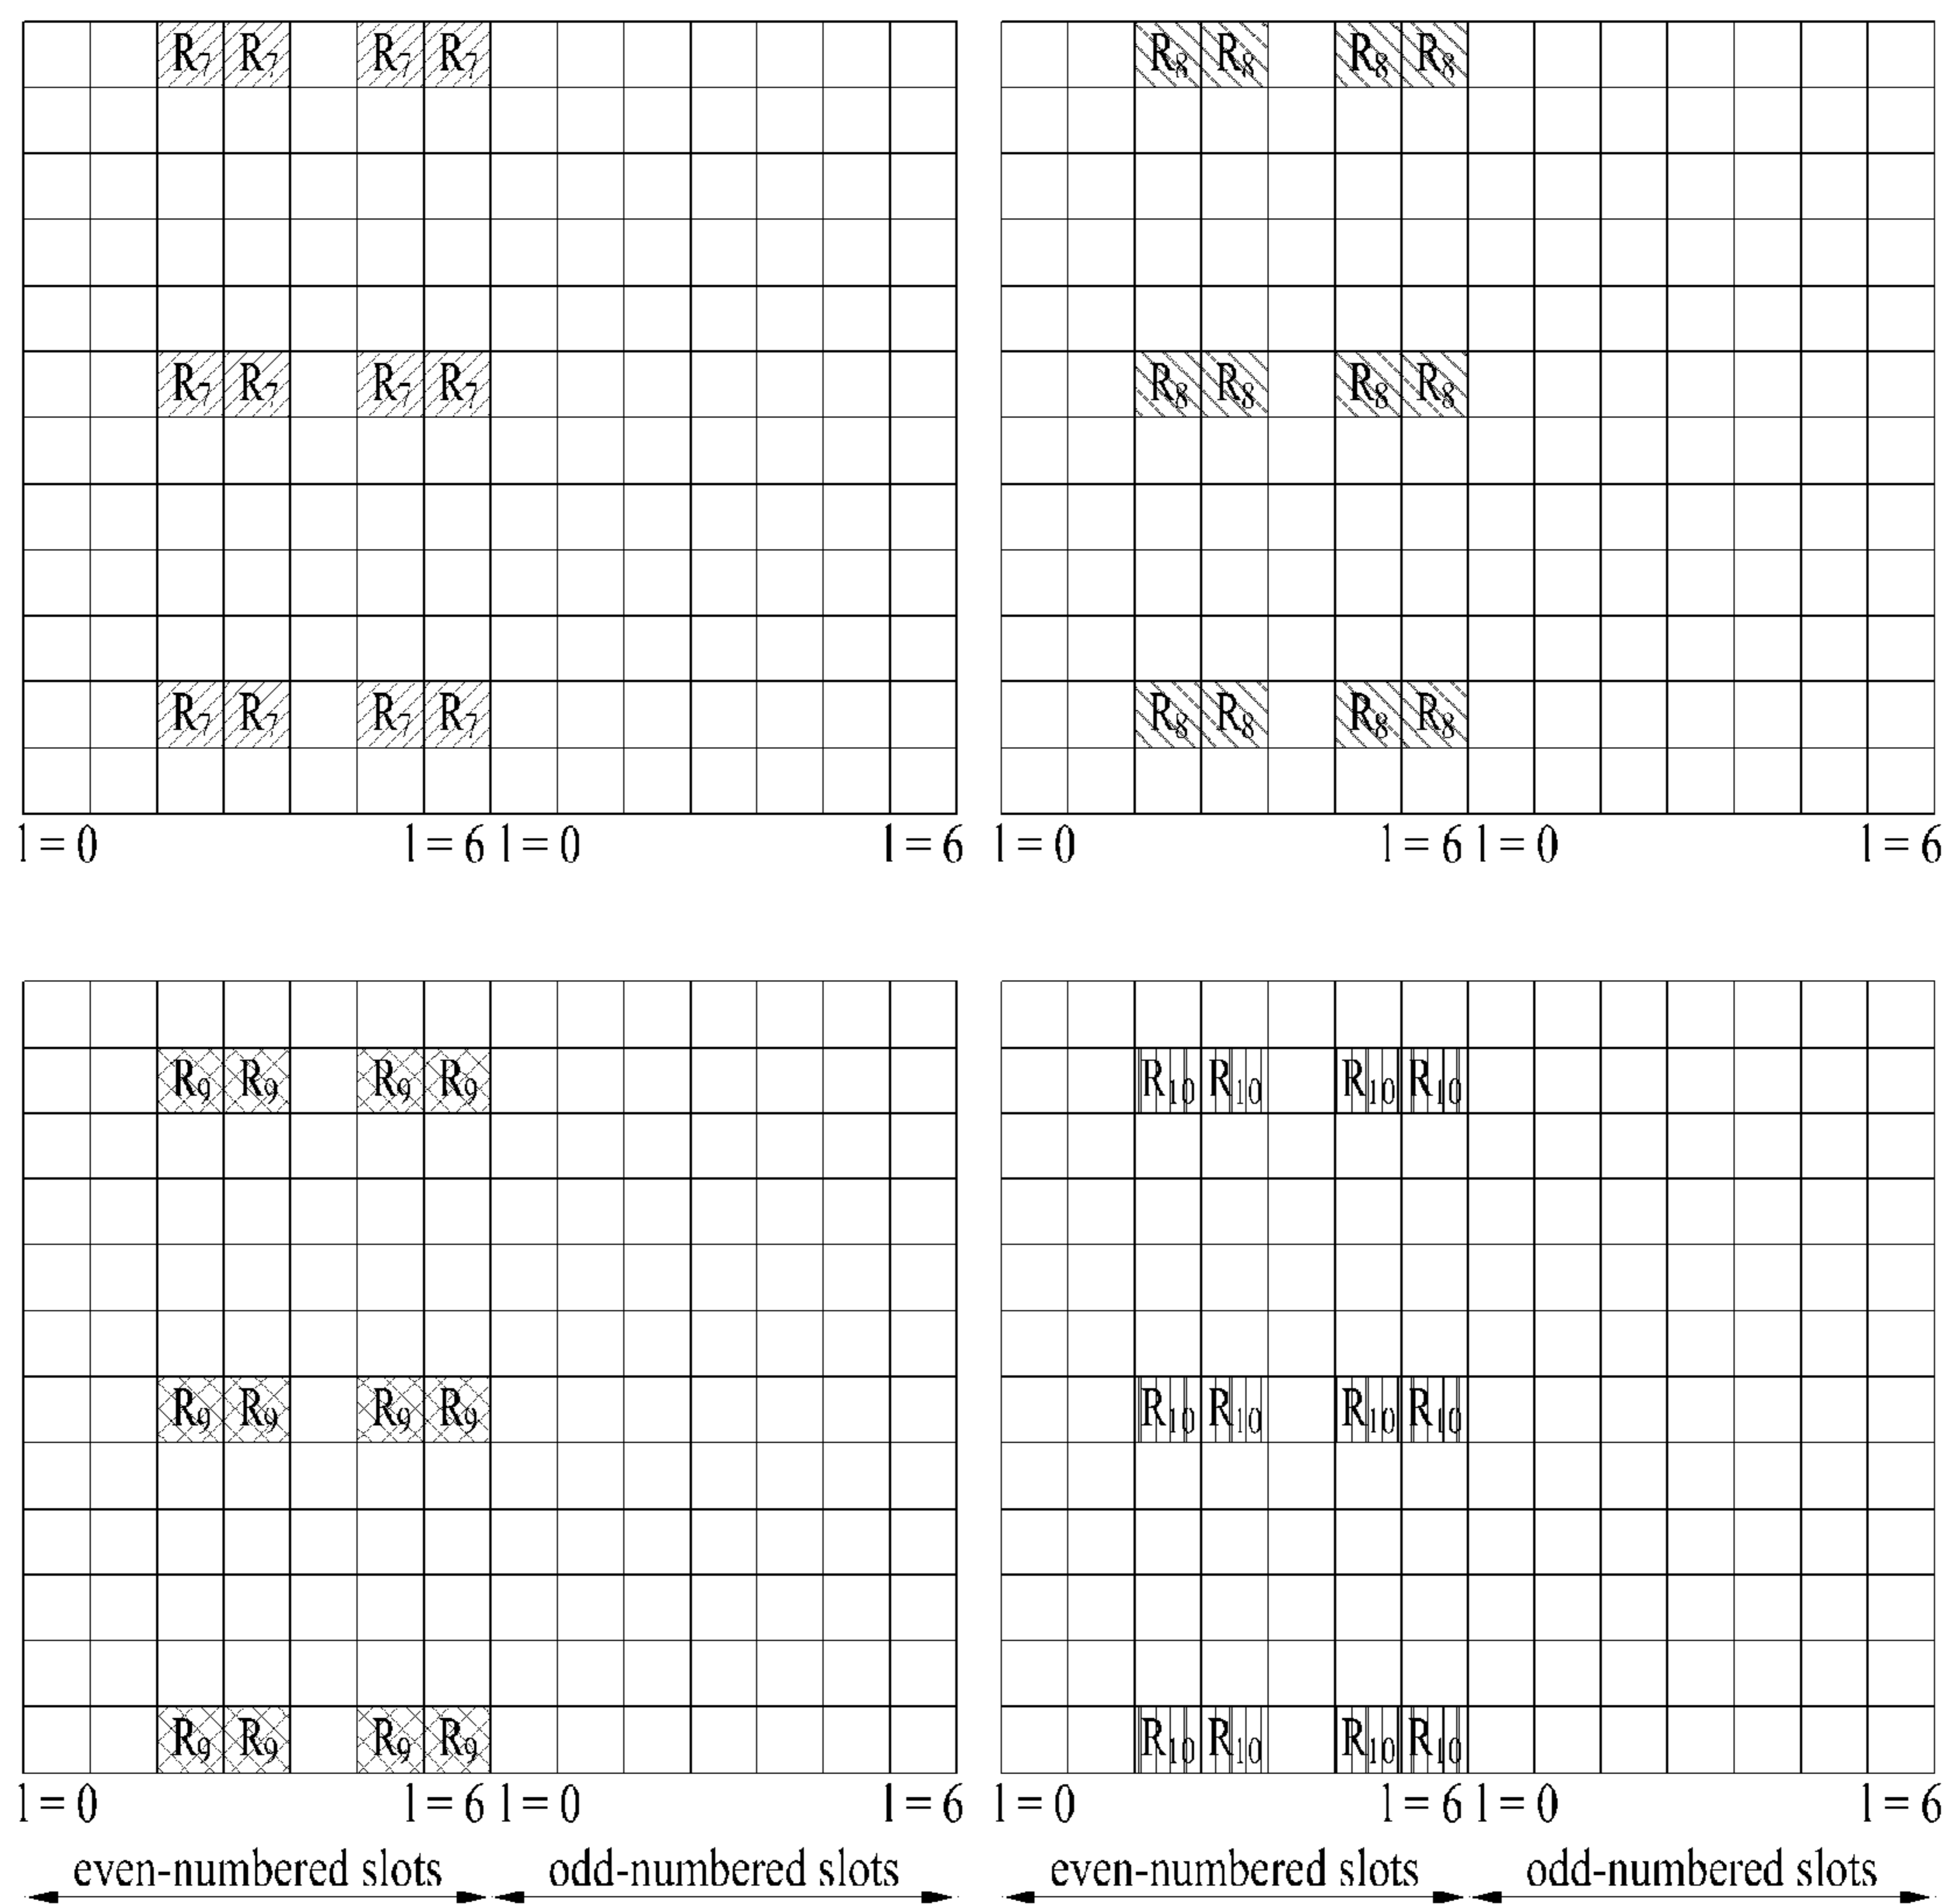 R7 R7 R7 R7 R8 R8 R8 R8
R7 R7 R7 R7 R8 R8 R8 R8
R7 R7 R7 R7 R8 R8 R8 R8
l = 0 l = 6 l = 0 l = 6 l = 0 l = 6 l = 0 l = 6
R9 R9 R9 R9 R10 R10 R10 R10
R9 R9 R9 R9 R10 R10 R10 R10
R9 R9 R9 R9 R10 R10 R10 R10
l = 0 l = 6 l = 0 l = 6 l = 0 l = 6 l = 0 l = 6
even-numbered slots odd-numbered slots even-numbered slots odd-numbered slots